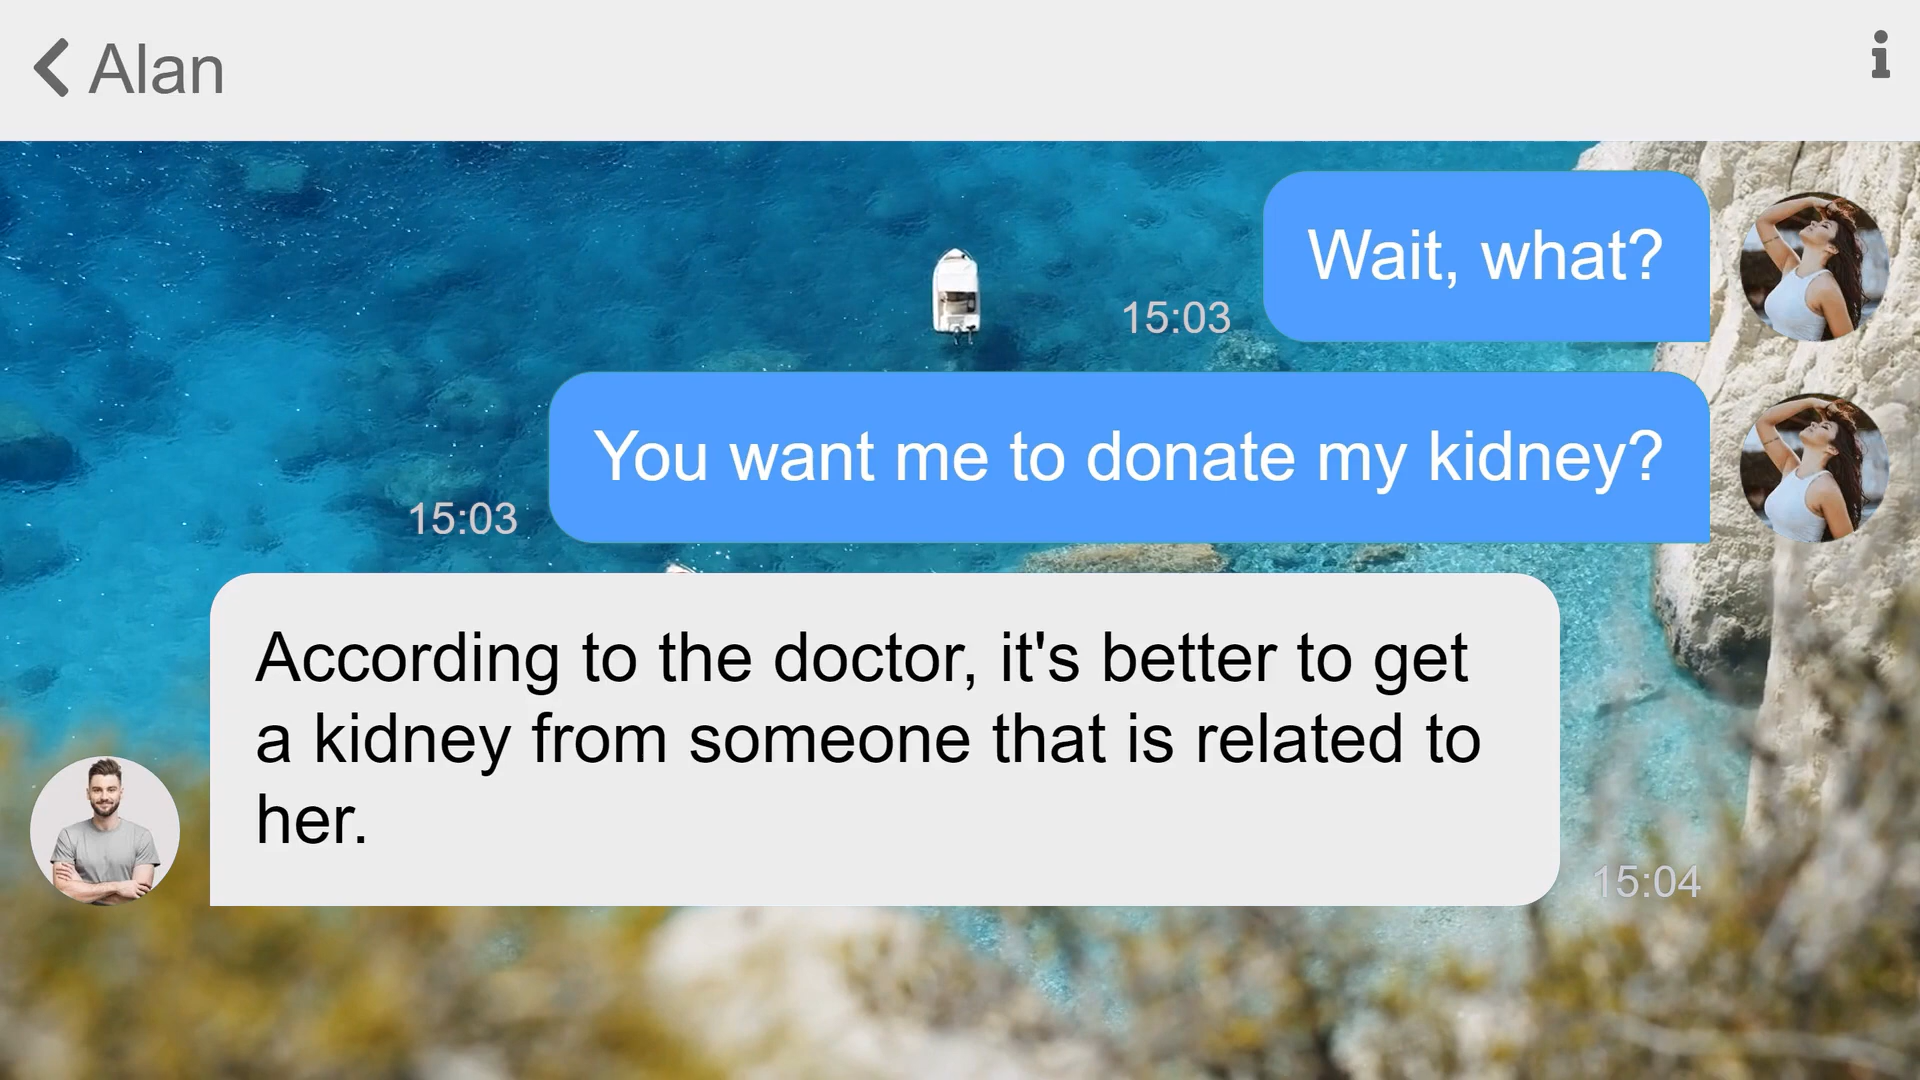 Alan
Wait, what?
15:03
You want me to donate my kidney?
15:03
According to the doctor, it's better to get
a kidney from someone that is related to
her.
15:04